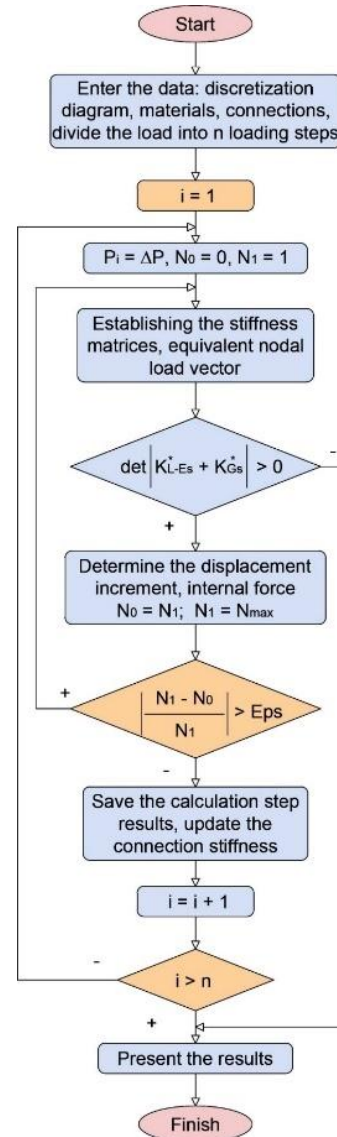 Start
Enter the data: discretization
diagram, materials, connections,
divide the load into n loading steps
i = 1
Pᵢ = ΔP, N₀ = 0, N₁ = 1
Establishing the stiffness
matrices, equivalent nodal
load vector
det |K*L-Es + K*Gs| > 0
-
+
Determine the displacement
increment, internal force
N₀ = N₁; N₁ = Nmax
+
|(N₁ - N₀) / N₁| > Eps
-
Save the calculation step
results, update the
connection stiffness
i = i + 1
-
i > n
+
Present the results
Finish